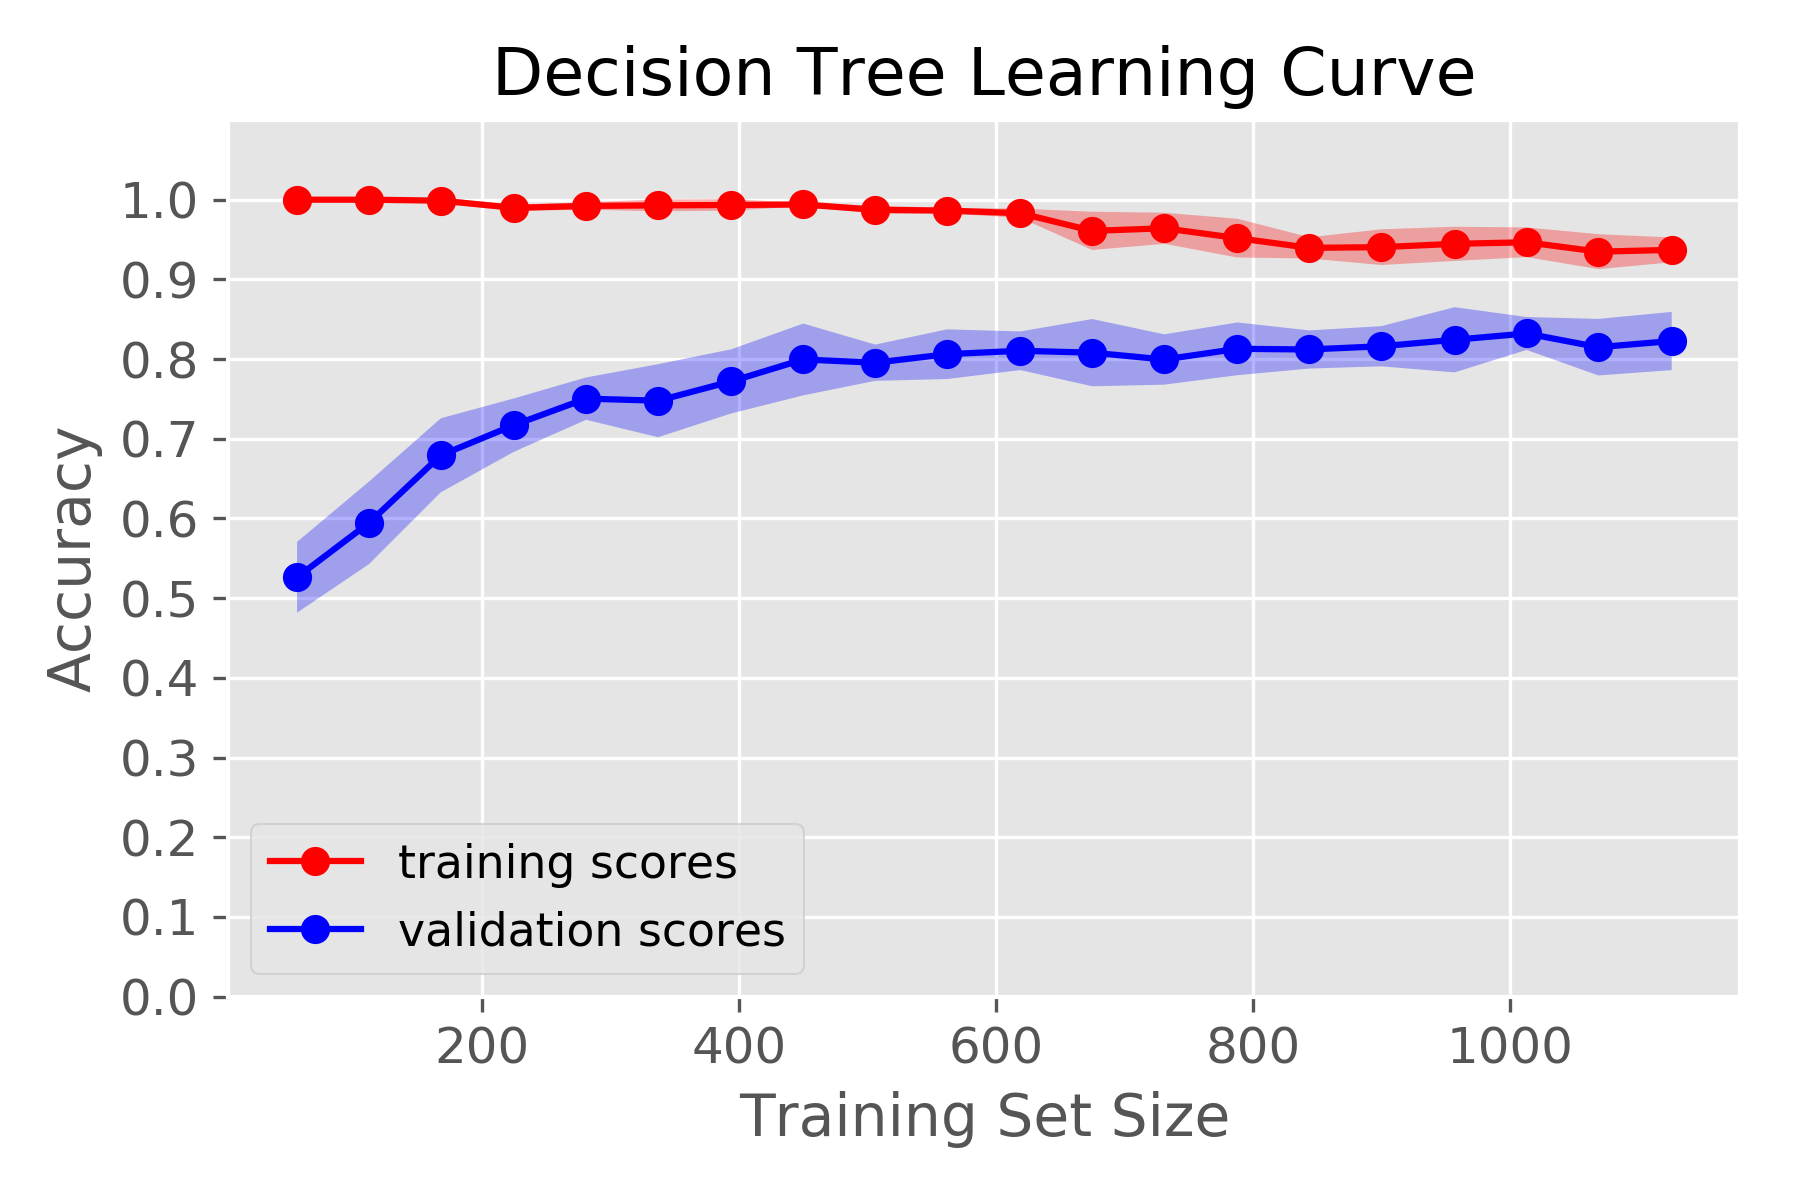 Decision Tree Learning Curve
1.0
0.9
0.8
0.7
0.6
0.5
0.4
0.3
0.2
0.1
0.0
Accuracy
training scores
validation scores
200 400 600 800 1000
Training Set Size